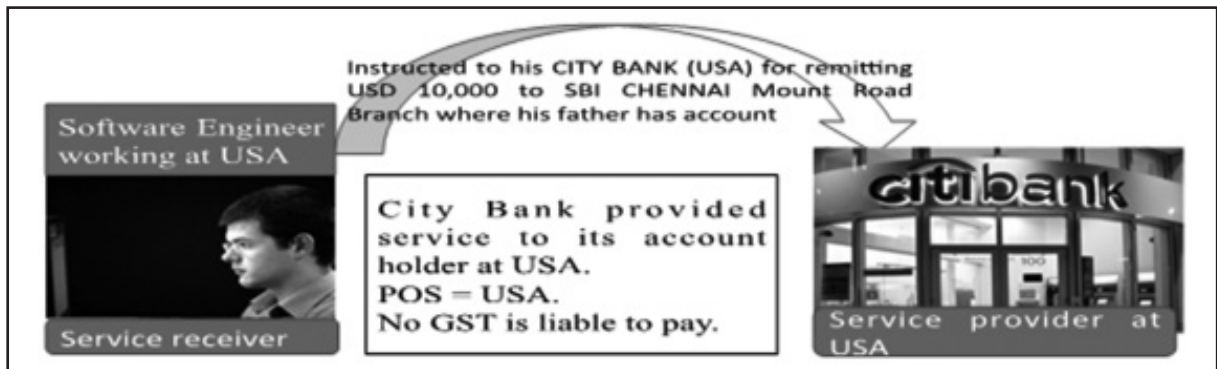 Instructed to his CITY BANK (USA) for remitting
USD 10,000 to SBI CHENNAI Mount Road
Branch where his father has account
Software Engineer
working at USA
City Bank provided
service to its account
holder at USA.
POS = USA.
No GST is liable to pay.
citibank
100
Service receiver
Service provider at
USA